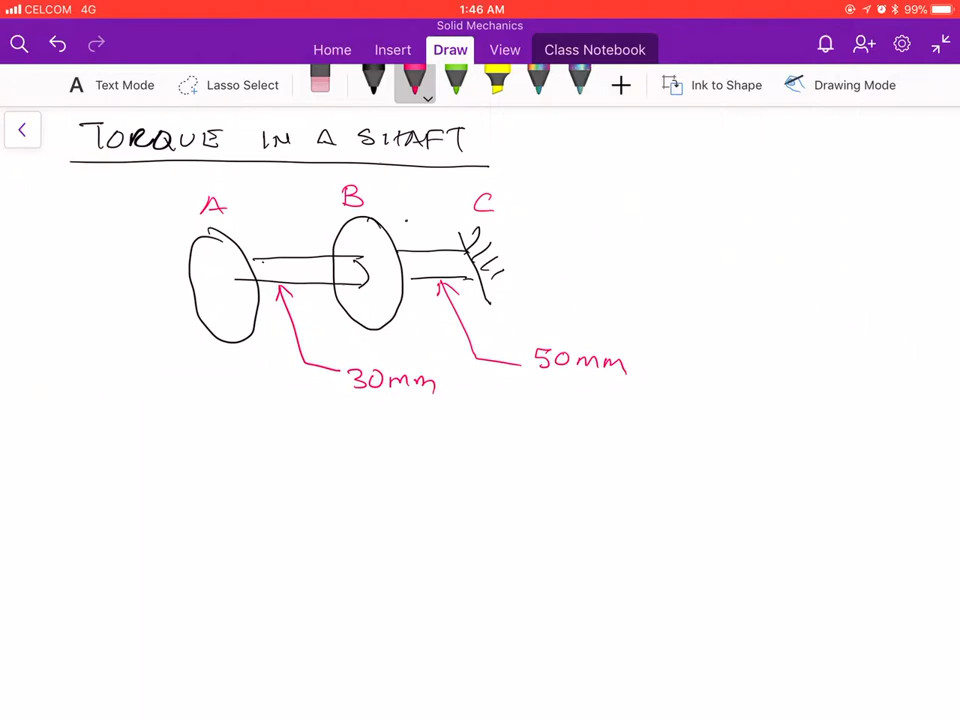 CELCOM 4G 1:46 AM 99%
Solid Mechanics
Home Insert Draw View Class Notebook
A Text Mode Lasso Select Ink to Shape Drawing Mode
TORQUE IN A SHAFT
A B C
50mm
30mm